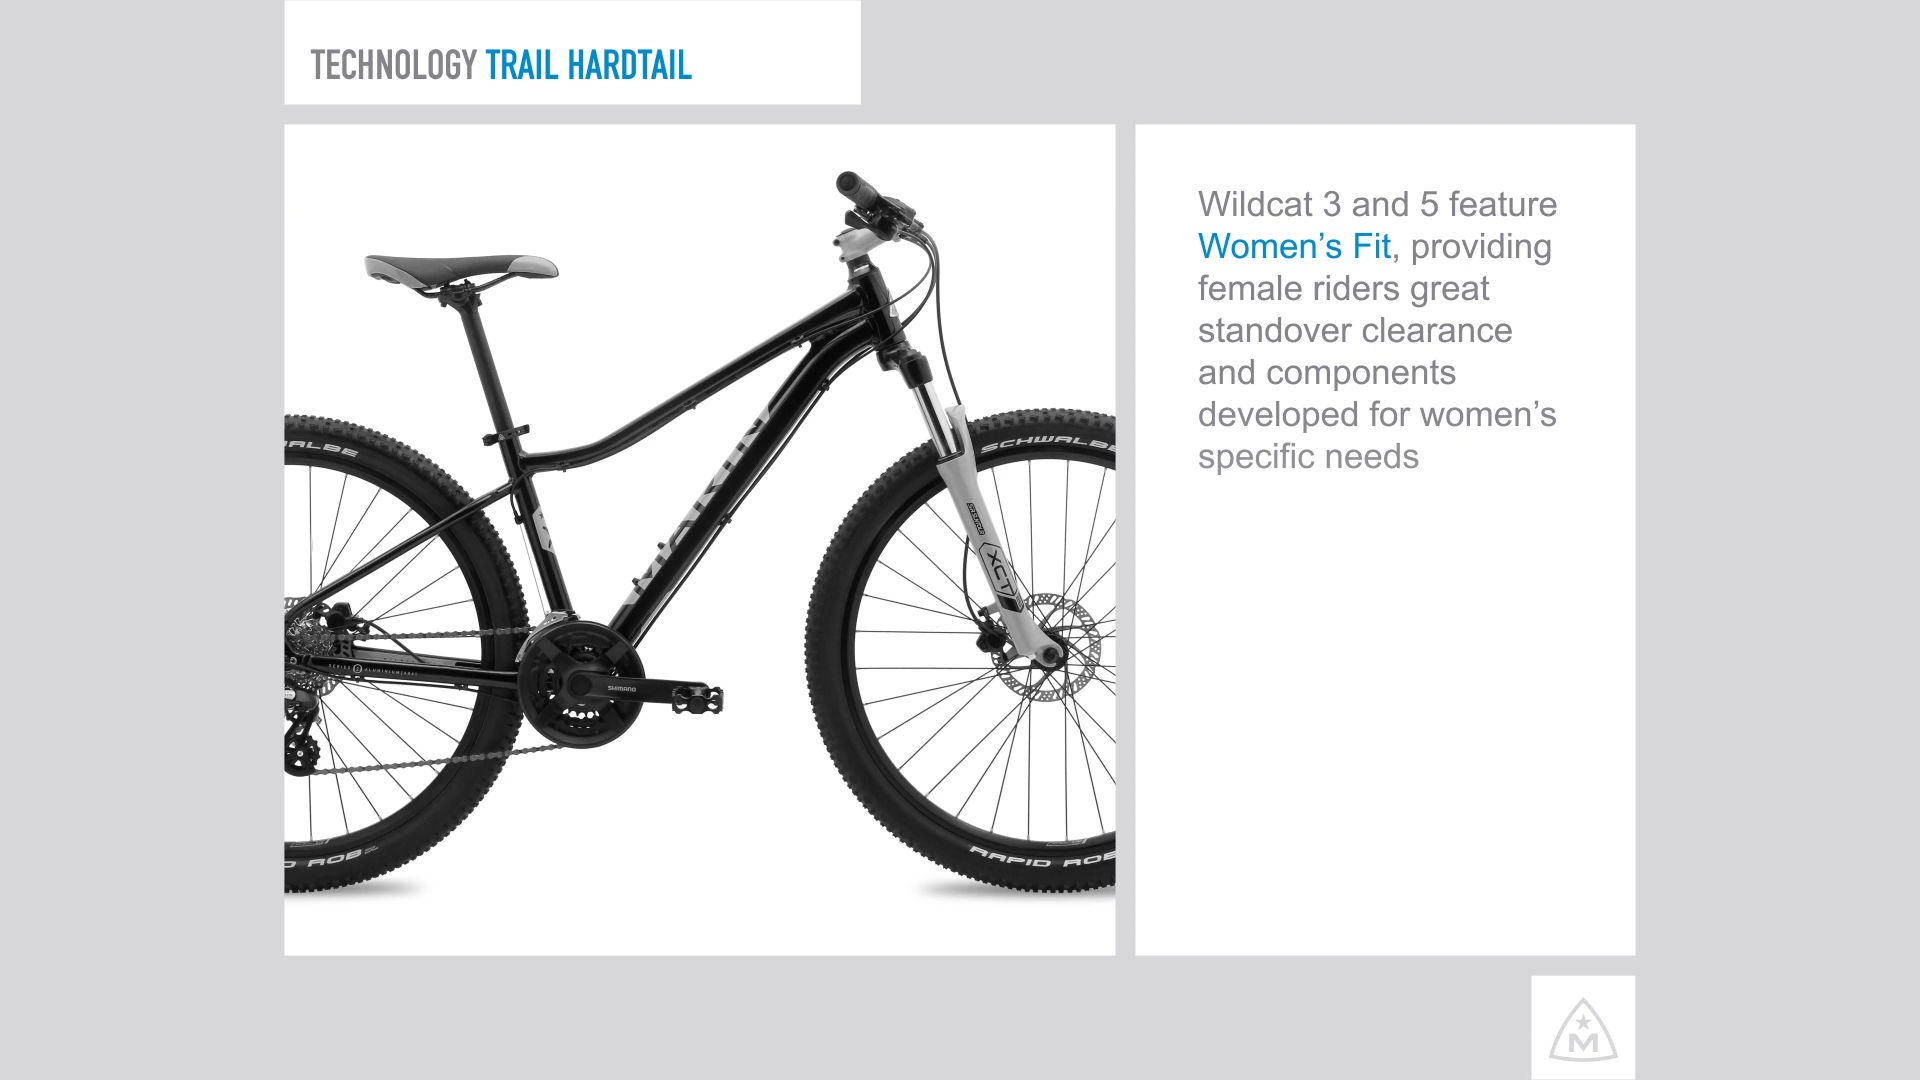 TECHNOLOGY TRAIL HARDTAIL
Wildcat 3 and 5 feature
Women’s Fit, providing
female riders great
standover clearance
and components
developed for women’s
specific needs
MARIN
SCHWALBE
XCT
SHIMANO
RAPID ROB
M